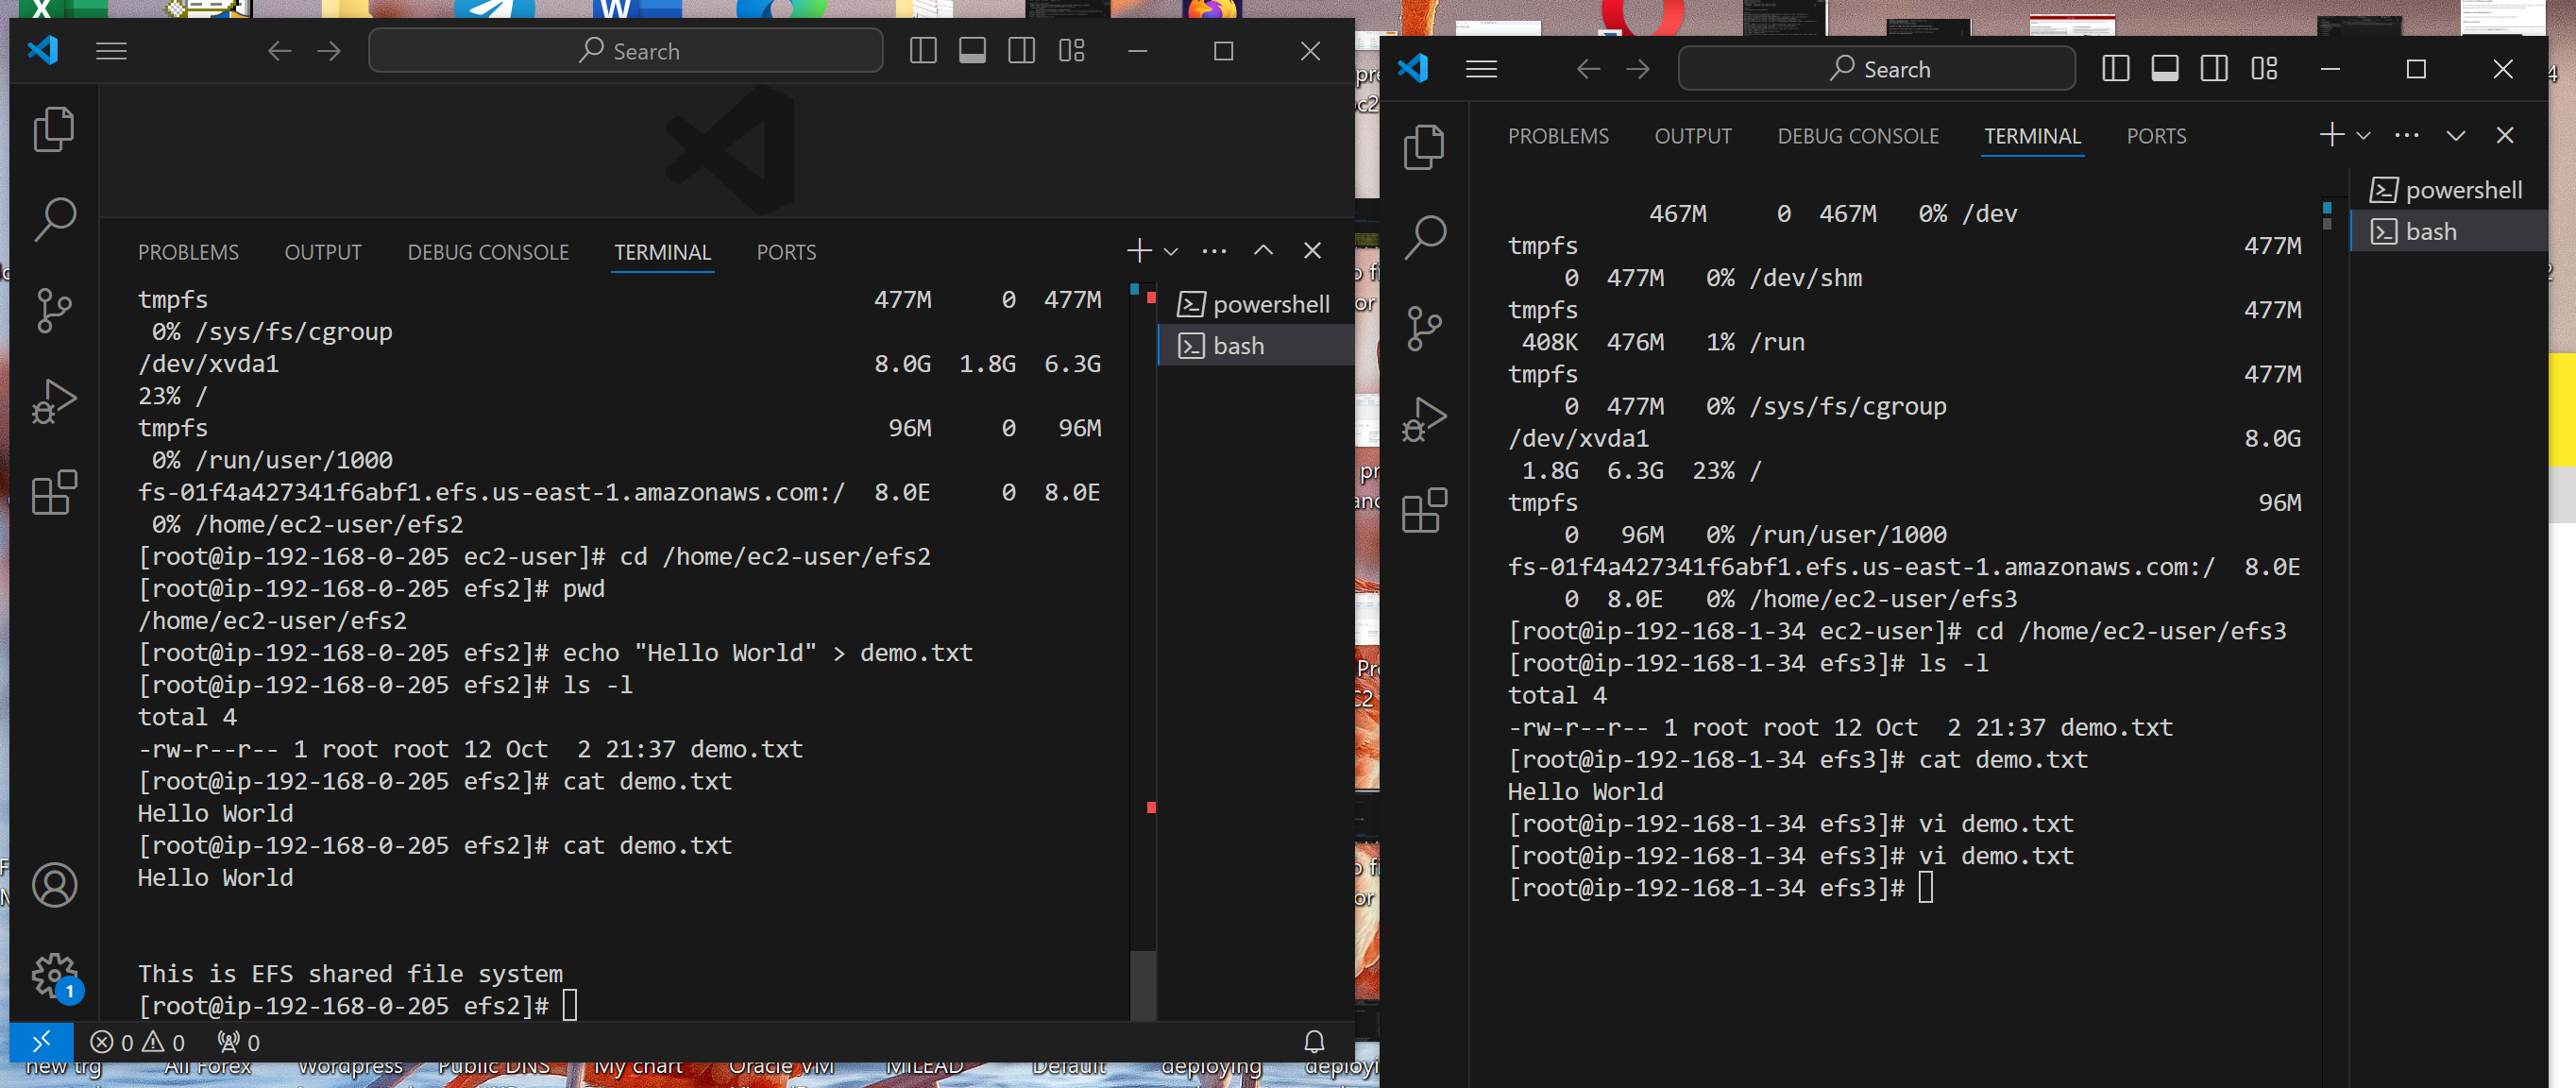 Search
PROBLEMS OUTPUT DEBUG CONSOLE TERMINAL PORTS
powershell
bash
tmpfs 477M 0 477M
0% /sys/fs/cgroup
/dev/xvda1 8.0G 1.8G 6.3G
23% /
tmpfs 96M 0 96M
0% /run/user/1000
fs-01f4a427341f6abf1.efs.us-east-1.amazonaws.com:/ 8.0E 0 8.0E
0% /home/ec2-user/efs2
[root@ip-192-168-0-205 ec2-user]# cd /home/ec2-user/efs2
[root@ip-192-168-0-205 efs2]# pwd
/home/ec2-user/efs2
[root@ip-192-168-0-205 efs2]# echo "Hello World" > demo.txt
[root@ip-192-168-0-205 efs2]# ls -l
total 4
-rw-r--r-- 1 root root 12 Oct  2 21:37 demo.txt
[root@ip-192-168-0-205 efs2]# cat demo.txt
Hello World
[root@ip-192-168-0-205 efs2]# cat demo.txt
Hello World
This is EFS shared file system
[root@ip-192-168-0-205 efs2]#
1
0 0 0
new trg All Forex Wordpress Public DNS My chart Oracle VM MILEAD Default deploying
Search
PROBLEMS OUTPUT DEBUG CONSOLE TERMINAL PORTS
powershell
bash
467M 0 467M 0% /dev
tmpfs 477M
0 477M 0% /dev/shm
tmpfs 477M
408K 476M 1% /run
tmpfs 477M
0 477M 0% /sys/fs/cgroup
/dev/xvda1 8.0G
1.8G 6.3G 23% /
tmpfs 96M
0 96M 0% /run/user/1000
fs-01f4a427341f6abf1.efs.us-east-1.amazonaws.com:/ 8.0E
0 8.0E 0% /home/ec2-user/efs3
[root@ip-192-168-1-34 ec2-user]# cd /home/ec2-user/efs3
[root@ip-192-168-1-34 efs3]# ls -l
total 4
-rw-r--r-- 1 root root 12 Oct  2 21:37 demo.txt
[root@ip-192-168-1-34 efs3]# cat demo.txt
Hello World
[root@ip-192-168-1-34 efs3]# vi demo.txt
[root@ip-192-168-1-34 efs3]# vi demo.txt
[root@ip-192-168-1-34 efs3]#